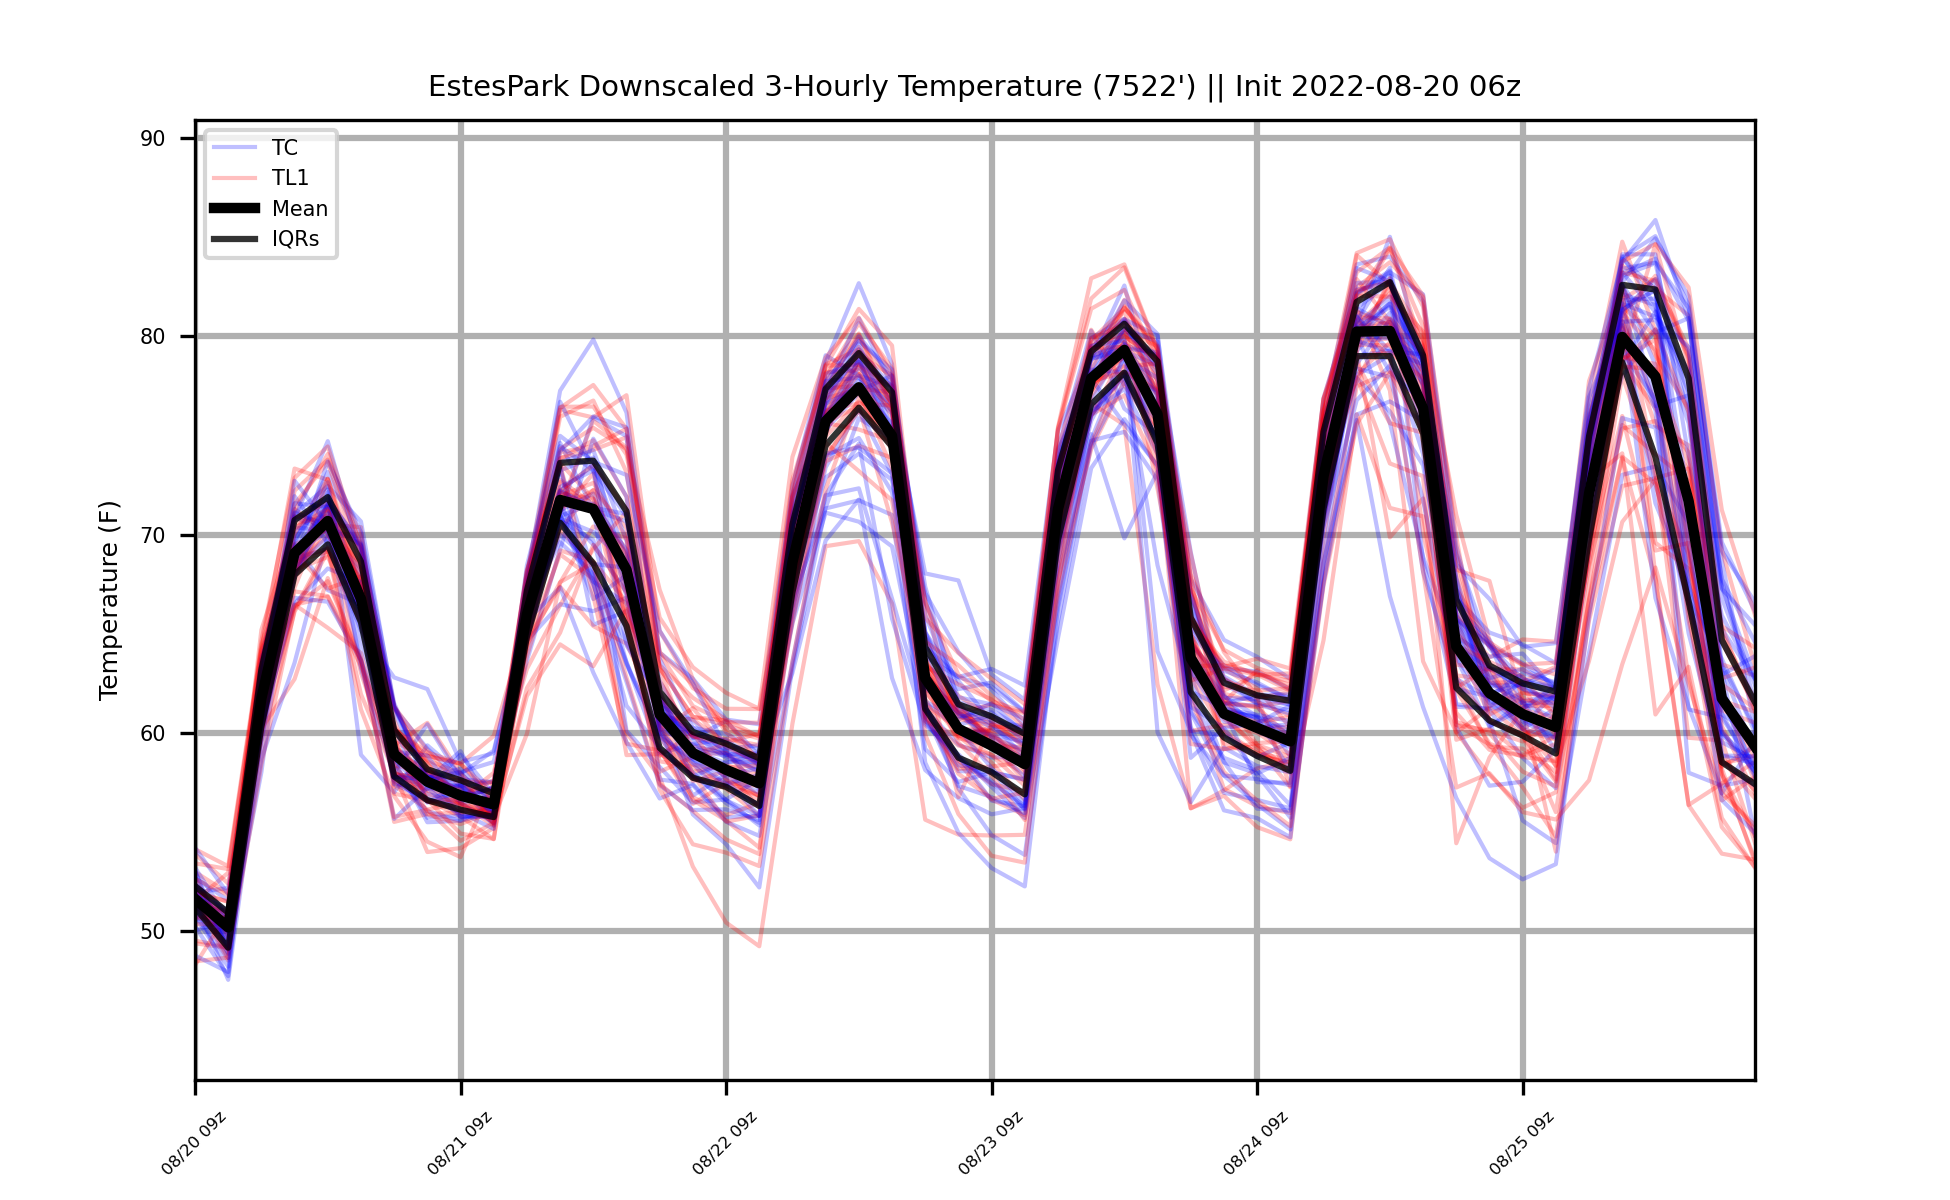 EstesPark Downscaled 3-Hourly Temperature (7522') || Init 2022-08-20 06z
TC
TL1
Mean
IQRs
Temperature (F)
90
80
70
60
50
08/20 09z
08/21 09z
08/22 09z
08/23 09z
08/24 09z
08/25 09z